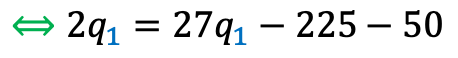 ⟺ 2q₁ = 27q₁ − 225 − 50